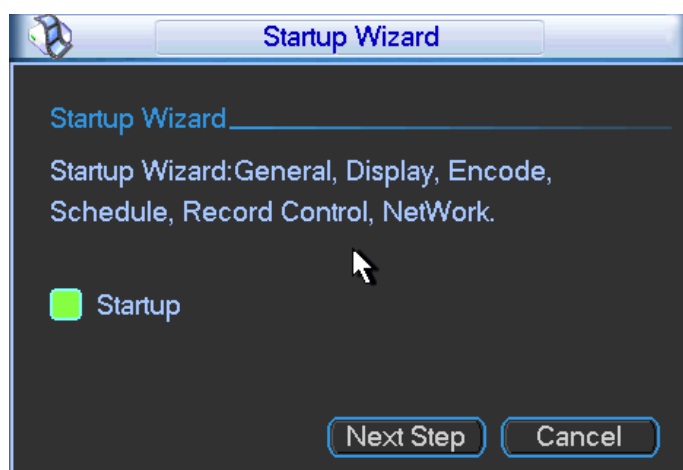 Startup Wizard
Startup Wizard
Startup Wizard:General, Display, Encode,
Schedule, Record Control, NetWork.
Startup
Next Step Cancel